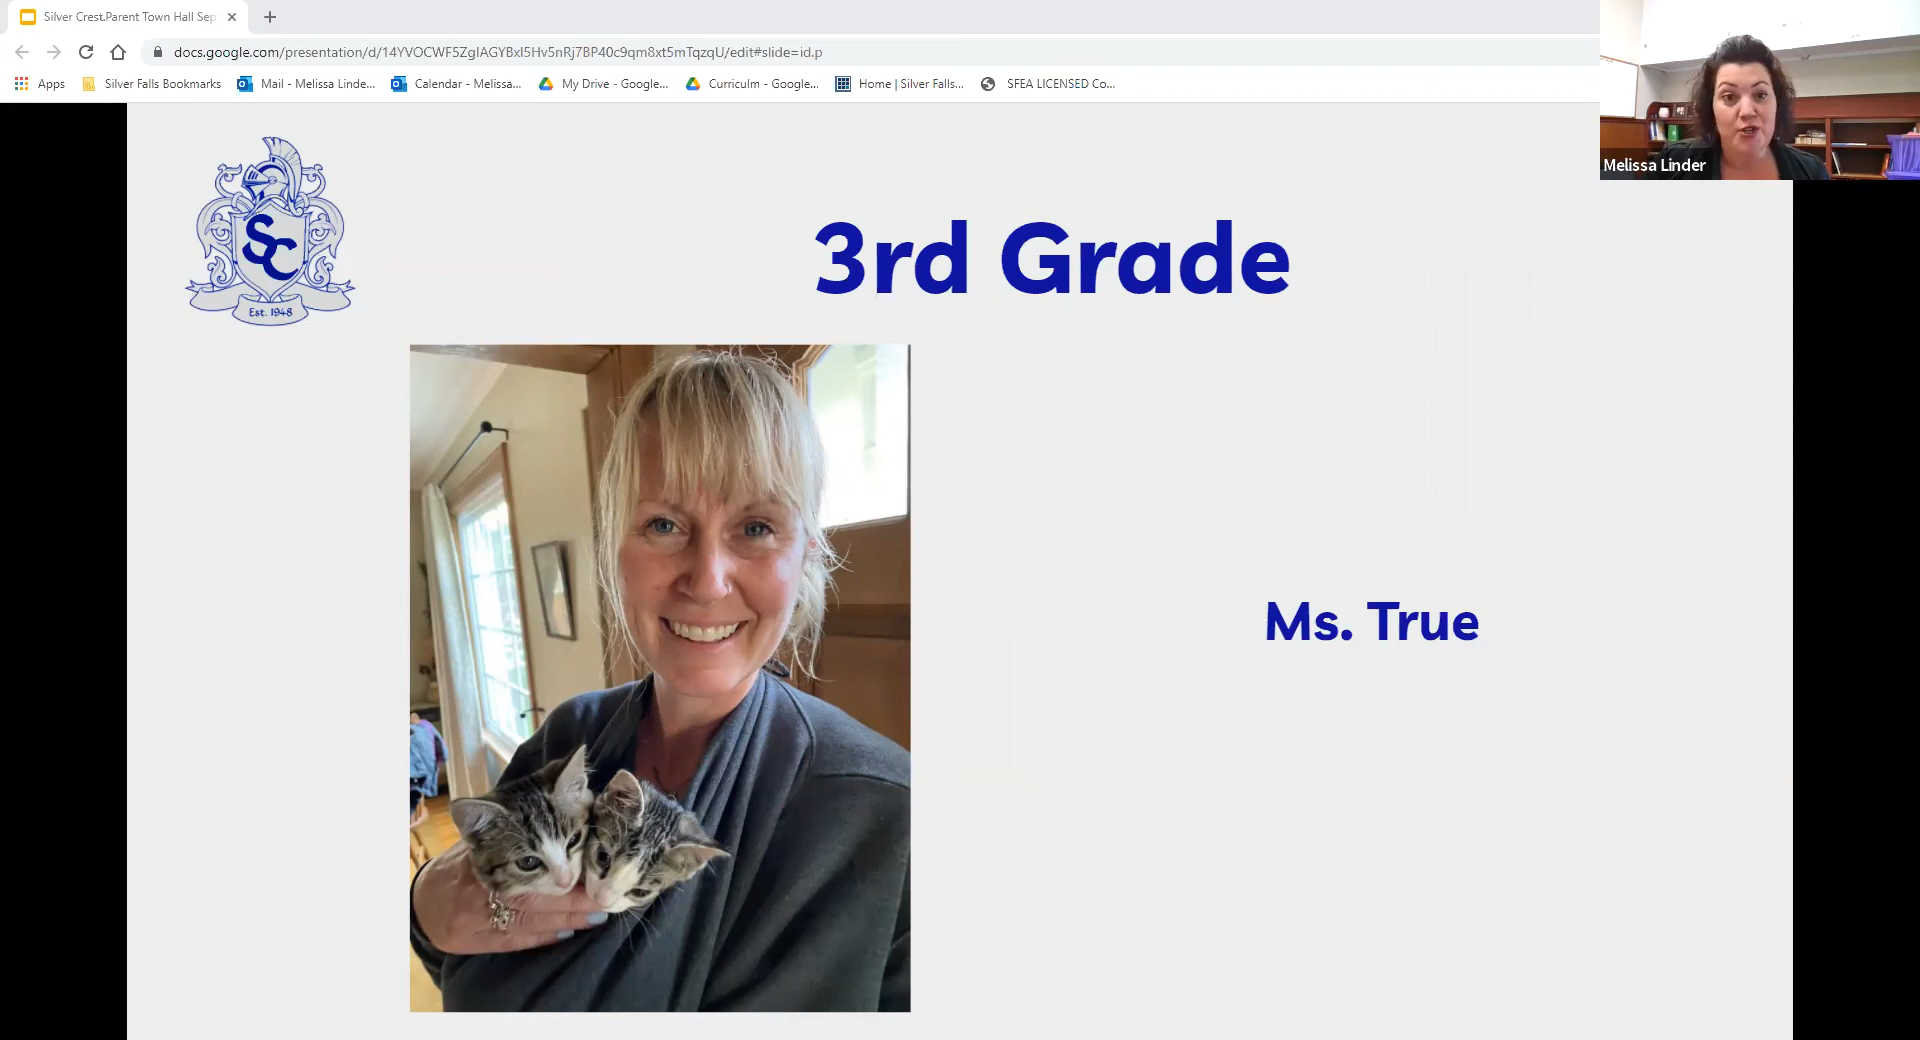 Silver Crest.Parent Town Hall Sep
docs.google.com/presentation/d/14YVOCWF5ZglAGYBxI5Hv5nRj7BP40c9qm8xt5mTqzqU/edit#slide=id.p
Apps Silver Falls Bookmarks Mail - Melissa Linde... Calendar - Melissa... My Drive - Google... Curriculm - Google... Home | Silver Falls... SFEA LICENSED Co...
Melissa Linder
SC
Est. 1948
3rd Grade
Ms. True